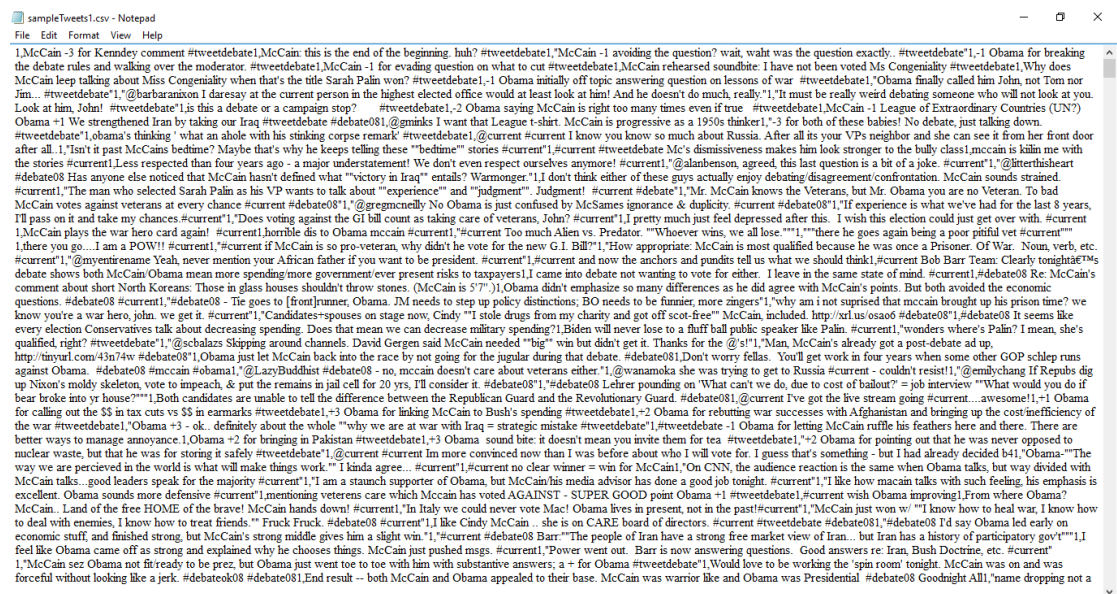 sampleTweets1.csv - Notepad
File Edit Format View Help
1,McCain -3 for Kenndey comment #tweetdebate1,McCain: this is the end of the beginning. huh? #tweetdebate1,"McCain -1 avoiding the question? wait, waht was the question exactly.. #tweetdebate"1,-1 Obama for breaking
the debate rules and walking over the moderator. #tweetdebate1,McCain -1 for evading question on what to cut #tweetdebate1,McCain rehearsed soundbite: I have not been voted Ms Congeniality #tweetdebate1,Why does
McCain keep talking about Miss Congeniality when that's the title Sarah Palin won? #tweetdebate1,-1 Obama initially off topic answering question on lessons of war  #tweetdebate1,"Obama finally called him John, not Tom nor
Jim... #tweetdebate"1,"@barbaranixon I daresay at the current person in the highest elected office would at least look at him! And he doesn't do much, really."1,"It must be really weird debating someone who will not look at you.
Look at him, John!  #tweetdebate"1,is this a debate or a campaign stop?       #tweetdebate1,-2 Obama saying McCain is right too many times even if true   #tweetdebate1,McCain -1 League of Extraordinary Countries (UN?)
Obama +1 We strengthened Iran by taking our Iraq #tweetdebate #debate081,@gminks I want that League t-shirt. McCain is progressive as a 1950s thinker1,"-3 for both of these babies! No debate, just talking down.
#tweetdebate"1,obama's thinking ' what an ahole with his stinking corpse remark' #tweetdebate1,@current #current I know you know so much about Russia. After all its your VPs neighbor and she can see it from her front door
after all..1,"Isn't it past McCains bedtime? Maybe that's why he keeps telling these ""bedtime"" stories #current"1,#current #tweetdebate Mc's dismissiveness makes him look stronger to the bully class1,mccain is kiilin me with
the stories #current1,Less respected than four years ago - a major understatement! We don't even respect ourselves anymore! #current1,"@alanbenson, agreed, this last question is a bit of a joke. #current"1,"@litterthisheart
#debate08 Has anyone else noticed that McCain hasn't defined what ""victory in Iraq"" entails? Warmonger."1,I don't think either of these guys actually enjoy debating/disagreement/confrontation. McCain sounds strained.
#current1,"The man who selected Sarah Palin as his VP wants to talk about ""experience"" and ""judgment"". Judgment!  #current #debate"1,"Mr. McCain knows the Veterans, but Mr. Obama you are no Veteran. To bad
McCain votes against veterans at every chance #current #debate08"1,"@gregmcneilly No Obama is just confused by McSames ignorance & duplicity. #current #debate08"1,"If experience is what we've had for the last 8 years,
I'll pass on it and take my chances.#current"1,"Does voting against the GI bill count as taking care of veterans, John? #current"1,I pretty much just feel depressed after this.  I wish this election could just get over with. #current
1,McCain plays the war hero card again!  #current1,horrible dis to Obama mccain #current1,"#current Too much Alien vs. Predator. ""Whoever wins, we all lose."""1,"""there he goes again being a poor pitiful vet #current"""
1,there you go....I am a POW!! #current1,"#current if McCain is so pro-veteran, why didn't he vote for the new G.I. Bill?"1,"How appropriate: McCain is most qualified because he was once a Prisoner. Of War.  Noun, verb, etc.
#current"1,"@myentirename Yeah, never mention your African father if you want to be president. #current"1,#current and now the anchors and pundits tell us what we should think1,#current Bob Barr Team: Clearly tonightâ€™s
debate shows both McCain/Obama mean more spending/more government/ever present risks to taxpayers1,I came into debate not wanting to vote for either.  I leave in the same state of mind. #current1,#debate08 Re: McCain's
comment about short North Koreans: Those in glass houses shouldn't throw stones. (McCain is 5'7".)1,Obama didn't emphasize so many differences as he did agree with McCain's points. But both avoided the economic
questions. #debate08 #current1,"#debate08 - Tie goes to [front]runner, Obama. JM needs to step up policy distinctions; BO needs to be funnier, more zingers"1,"why am i not suprised that mccain brought up his prison time? we
know you're a war hero, john. we get it. #current"1,"Candidates+spouses on stage now, Cindy ""I stole drugs from my charity and got off scot-free"" McCain, included. http://xrl.us/osao6 #debate08"1,#debate08 It seems like
every election Conservatives talk about decreasing spending. Does that mean we can decrease military spending?1,Biden will never lose to a fluff ball public speaker like Palin. #current1,"wonders where's Palin? I mean, she's
qualified, right? #tweetdebate"1,"@scbalazs Skipping around channels. David Gergen said McCain needed ""big"" win but didn't get it. Thanks for the @'s!"1,"Man, McCain's already got a post-debate ad up,
http://tinyurl.com/43n74w #debate08"1,Obama just let McCain back into the race by not going for the jugular during that debate. #debate081,Don't worry fellas.  You'll get work in four years when some other GOP schlep runs
against Obama.  #debate08 #mccain #obama1,"@LazyBuddhist #debate08 - no, mccain doesn't care about veterans either."1,@wanamoka she was trying to get to Russia #current - couldn't resist!1,"@emilychang If Repubs dig
up Nixon's moldy skeleton, vote to impeach, & put the remains in jail cell for 20 yrs, I'll consider it. #debate08"1,"#debate08 Lehrer pounding on 'What can't we do, due to cost of bailout?' = job interview ""What would you do if
bear broke into yr house?"""1,Both candidates are unable to tell the difference between the Republican Guard and the Revolutionary Guard. #debate081,@current I've got the live stream going #current....awesome!1,+1 Obama
for calling out the $$ in tax cuts vs $$ in earmarks #tweetdebate1,+3 Obama for linking McCain to Bush's spending #tweetdebate1,+2 Obama for rebutting war successes with Afghanistan and bringing up the cost/inefficency of
the war #tweetdebate1,"Obama +3 - ok.. definitely about the whole ""why we are at war with Iraq = strategic mistake #tweetdebate"1,#tweetdebate -1 Obama for letting McCain ruffle his feathers here and there. There are
better ways to manage annoyance.1,Obama +2 for bringing in Pakistan #tweetdebate1,+3 Obama  sound bite: it doesn't mean you invite them for tea  #tweetdebate1,"+2 Obama for pointing out that he was never opposed to
nuclear waste, but that he was for storing it safely #tweetdebate"1,@current #current Im more convinced now than I was before about who I will vote for. I guess that's something - but I had already decided b41,"Obama-""The
way we are percieved in the world is what will make things work."" I kinda agree... #current"1,#current no clear winner = win for McCain1,"On CNN, the audience reaction is the same when Obama talks, but way divided with
McCain talks...good leaders speak for the majority #current"1,"I am a staunch supporter of Obama, but McCain/his media advisor has done a good job tonight. #current"1,"I like how macain talks with such feeling, his emphasis is
excellent. Obama sounds more defensive #current"1,mentioning veterens care which Mccain has voted AGAINST - SUPER GOOD point Obama +1 #tweetdebate1,#current wish Obama improving1,From where Obama?
McCain.. Land of the free HOME of the brave! McCain hands down! #current1,"In Italy we could never vote Mac! Obama lives in present, not in the past!#current"1,"McCain just won w/ ""I know how to heal war, I know how
to deal with enemies, I know how to treat friends."" Fruck Fruck. #debate08 #current"1,I like Cindy McCain .. she is on CARE board of directors. #current #tweetdebate #debate081,"#debate08 I'd say Obama led early on
economic stuff, and finished strong, but McCain's strong middle gives him a slight win."1,"#current #debate08 Barr:""The people of Iran have a strong free market view of Iran... but Iran has a history of participatory gov't"""1,I
feel like Obama came off as strong and explained why he chooses things. McCain just pushed msgs. #current1,"Power went out.  Barr is now answering questions.  Good answers re: Iran, Bush Doctrine, etc. #current"
1,"McCain sez Obama not fit/ready to be prez, but Obama just went toe to toe with him with substantive answers; a + for Obama #tweetdebate"1,Would love to be working the 'spin room' tonight. McCain was on and was
forceful without looking like a jerk. #debateok08 #debate081,End result -- both McCain and Obama appealed to their base. McCain was warrior like and Obama was Presidential  #debate08 Goodnight All1,"name dropping not a